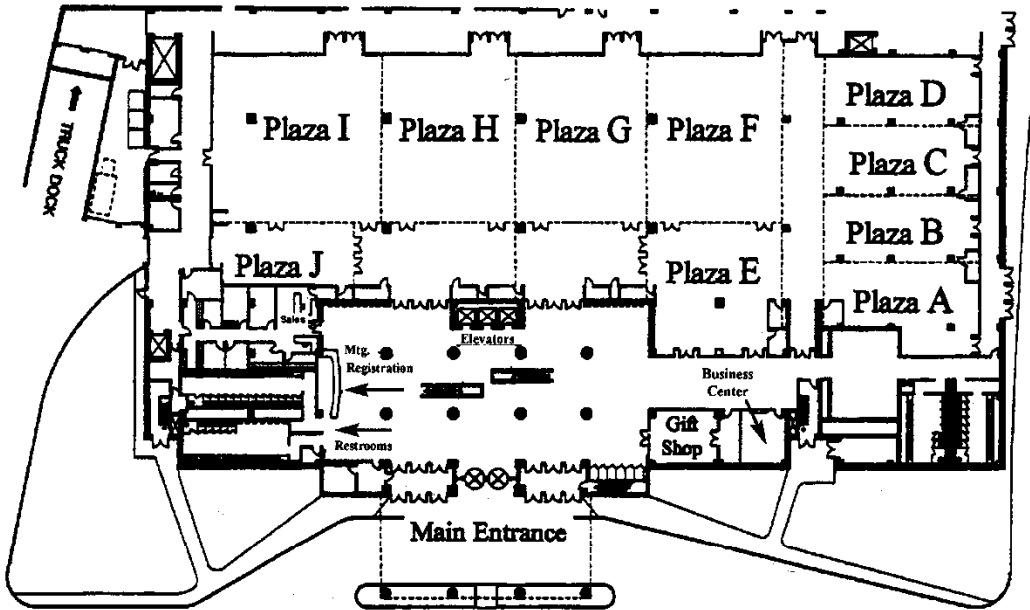 Plaza D
Plaza I
Plaza H
Plaza G
Plaza F
TRUCK DOCK
Plaza C
Plaza B
Plaza J
Plaza E
Plaza A
Sales
Elevators
Mtg.
Registration
Business
Center
Gift
Shop
Restrooms
Main Entrance